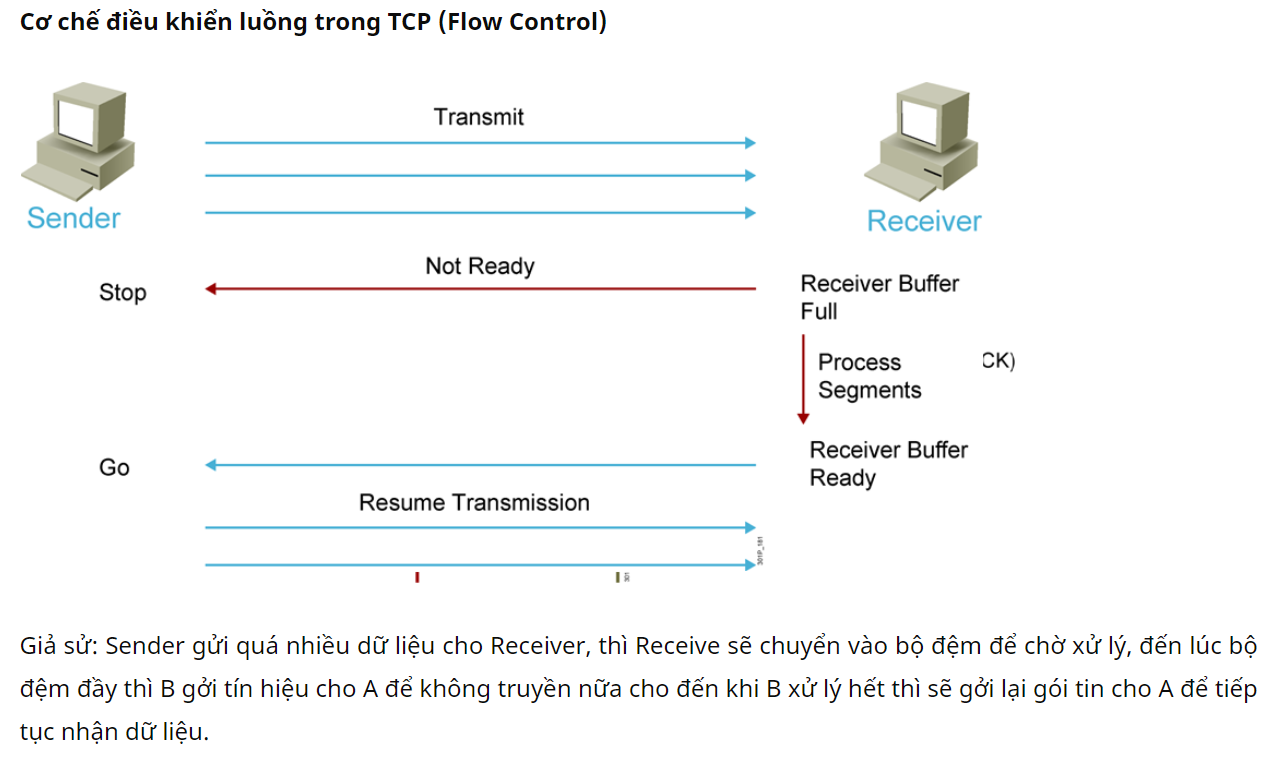 Cơ chế điều khiển luồng trong TCP (Flow Control)
Transmit
Sender
Receiver
Not Ready
Stop
Receiver Buffer
Full
Process
Segments
CK)
Go
Receiver Buffer
Ready
Resume Transmission
301P_181
301
Giả sử: Sender gửi quá nhiều dữ liệu cho Receiver, thì Receive sẽ chuyển vào bộ đệm để chờ xử lý, đến lúc bộ
đệm đầy thì B gởi tín hiệu cho A để không truyền nữa cho đến khi B xử lý hết thì sẽ gởi lại gói tin cho A để tiếp
tục nhận dữ liệu.